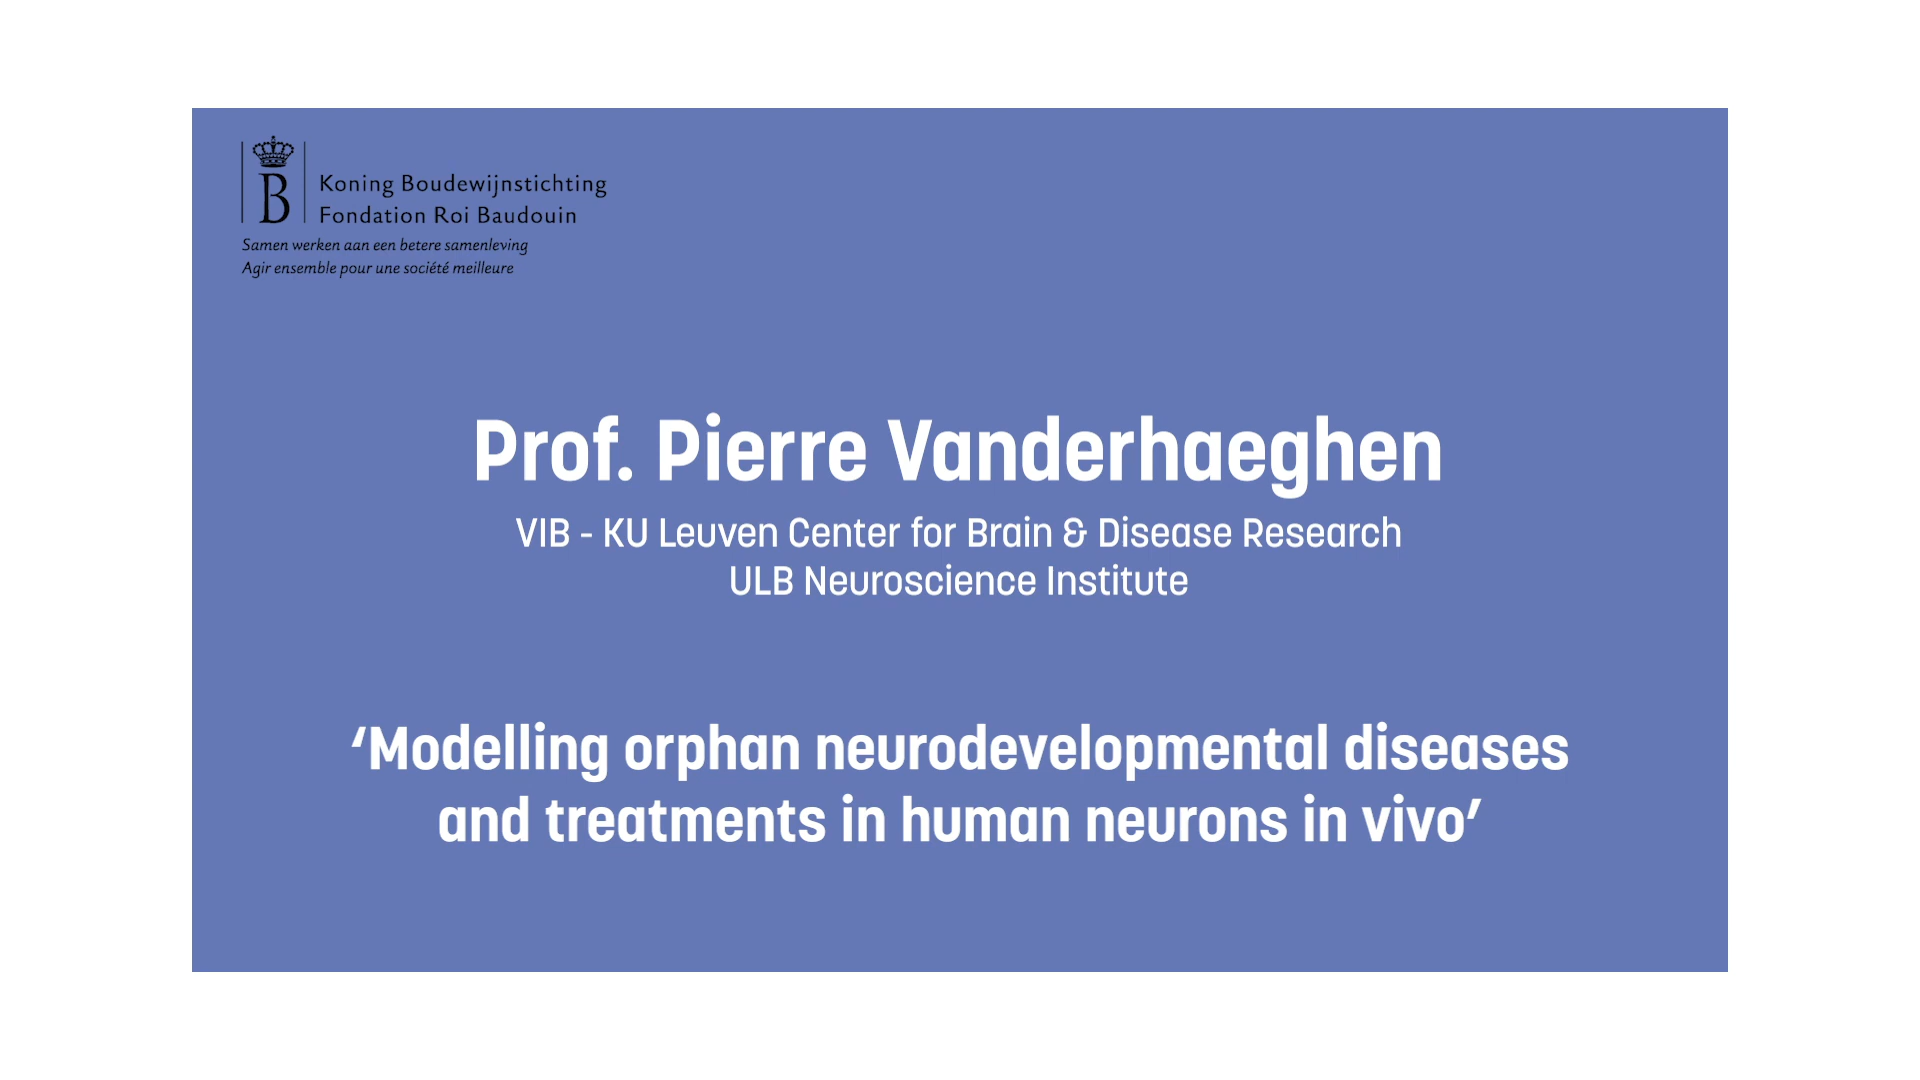 B
Koning Boudewijnstichting
Fondation Roi Baudouin
Samen werken aan een betere samenleving
Agir ensemble pour une société meilleure
Prof. Pierre Vanderhaeghen
VIB - KU Leuven Center for Brain & Disease Research
ULB Neuroscience Institute
‘Modelling orphan neurodevelopmental diseases
and treatments in human neurons in vivo’